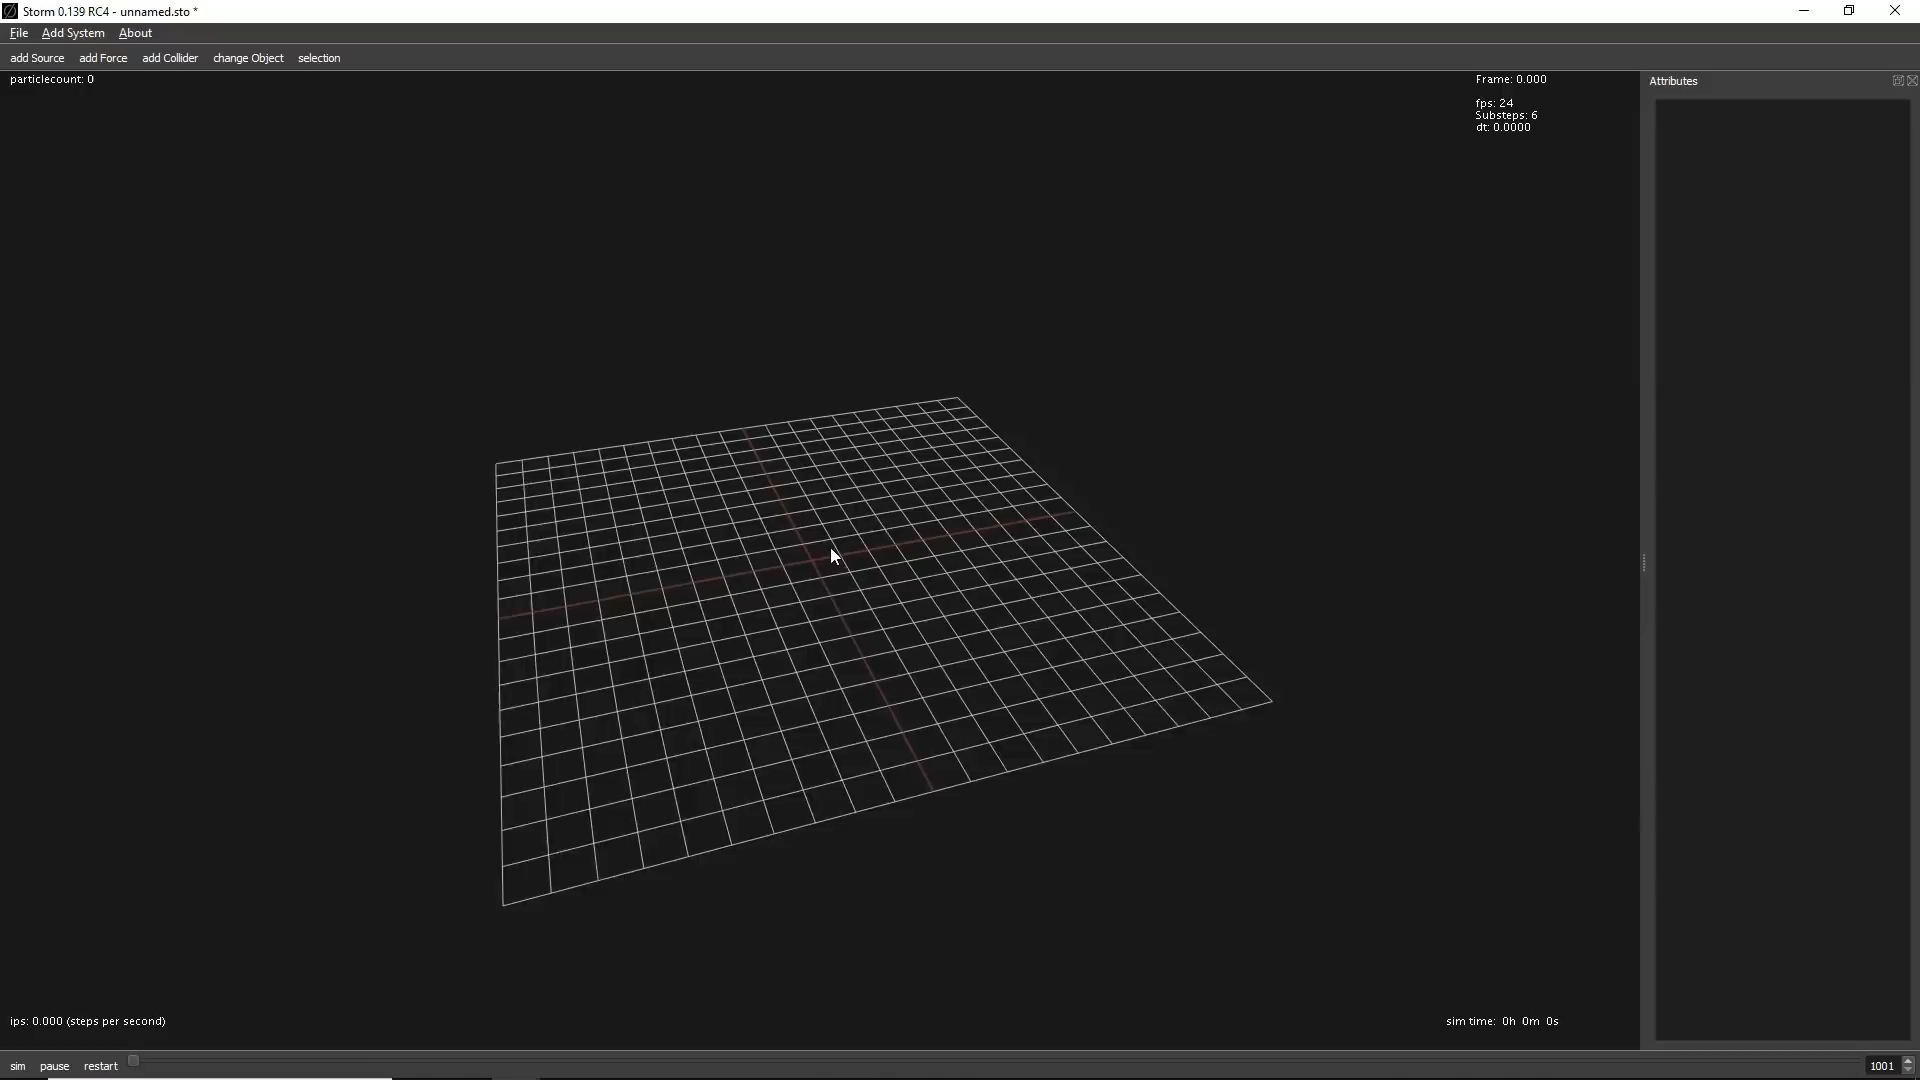 Storm 0.139 RC4 - unnamed.sto *
File Add System About
add Source add Force add Collider change Object selection
particlecount: 0
Frame: 0.000
fps: 24
Substeps: 6
dt: 0.0000
Attributes
ips: 0.000 (steps per second)
sim time: 0h 0m 0s
sim pause restart
1001